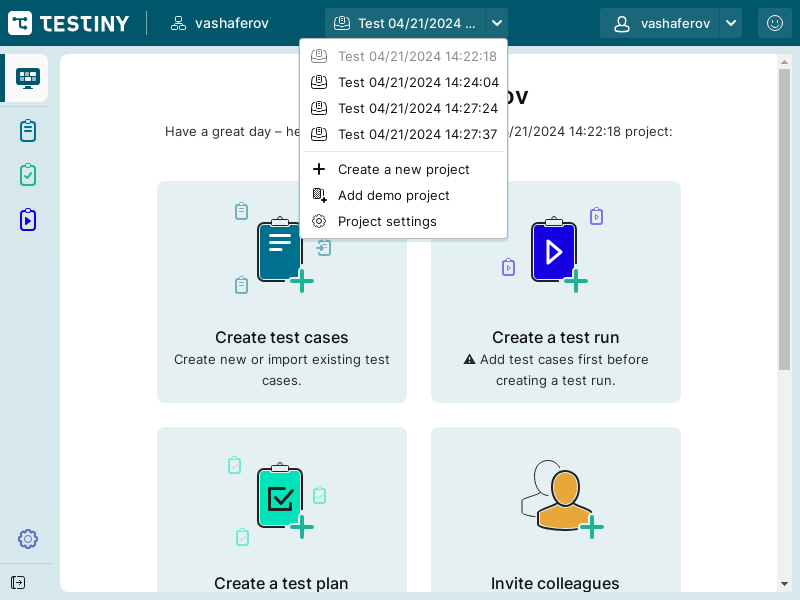 TESTINY
vashaferov
Test 04/21/2024 ...
vashaferov
Test 04/21/2024 14:22:18
Test 04/21/2024 14:24:04
Test 04/21/2024 14:27:24
Test 04/21/2024 14:27:37
Create a new project
Add demo project
Project settings
Have a great day – he
/21/2024 14:22:18 project:
Create test cases
Create new or import existing test
cases.
Create a test run
⚠ Add test cases first before
creating a test run.
Create a test plan
Invite colleagues